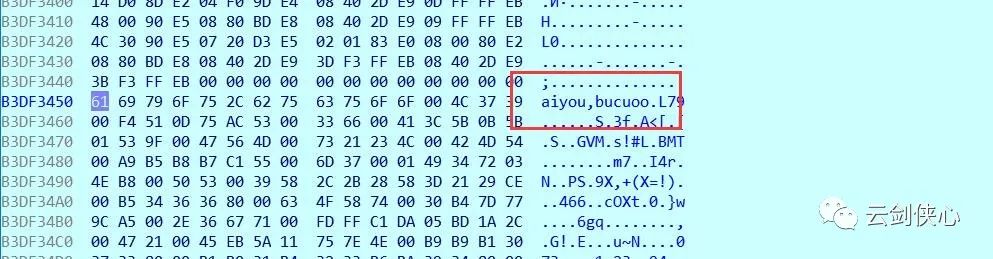 B3DF3400 14 D0 8D E2 04 F0 9D E4 08 40 2D E9 0D FF FF EB
B3DF3410 48 00 90 E5 08 80 BD E8 08 40 2D E9 09 FF FF EB H.......-.....
B3DF3420 4C 30 90 E5 07 20 D3 E5 02 01 83 E0 08 00 80 E2 L0..............
B3DF3430 08 80 BD E8 08 40 2D E9 3D F3 FF EB 08 40 2D E9
B3DF3440 3B F3 FF EB 00 00 00 00 00 00 00 00 00 00 00 00 ;...............
B3DF3450 61 69 79 6F 75 2C 62 75 63 75 6F 6F 00 4C 37 39 aiyou,bucuoo.L79
B3DF3460 00 F4 51 0D 75 AC 53 00 33 66 00 41 3C 5B 0B 5B ......S.3f.A<[.[
B3DF3470 01 53 9F 00 47 56 4D 00 73 21 23 4C 00 42 4D 54 .S..GVM.s!#L.BMT
B3DF3480 00 A9 B5 B9 B7 C1 55 00 6D 37 00 01 49 34 72 03 ........m7..I4r.
B3DF3490 4E B8 00 50 53 00 39 58 2C 2B 28 58 3D 21 29 CE N..PS.9X,+(X=!).
B3DF34A0 00 B5 34 36 36 80 00 63 4F 58 74 00 30 B4 7D 77 ..466..cOXt.0.}w
B3DF34B0 9C A5 00 2E 36 67 71 00 FD FF C1 DA 05 BD 1A 2C ....6gq........,
B3DF34C0 00 47 21 00 45 EB 5A 11 75 7E 4E 00 B9 B9 B1 30 .G!.E...u~N....0
云剑侠心